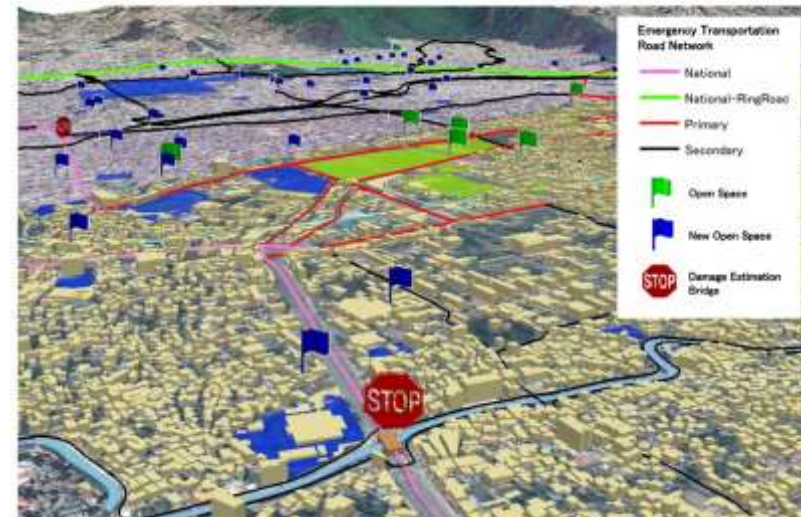 Emergency Transportation
Road Network
National
National-RingRoad
Primary
Secondary
Open Space
New Open Space
STOP
Damage Estimation
Bridge
STOP